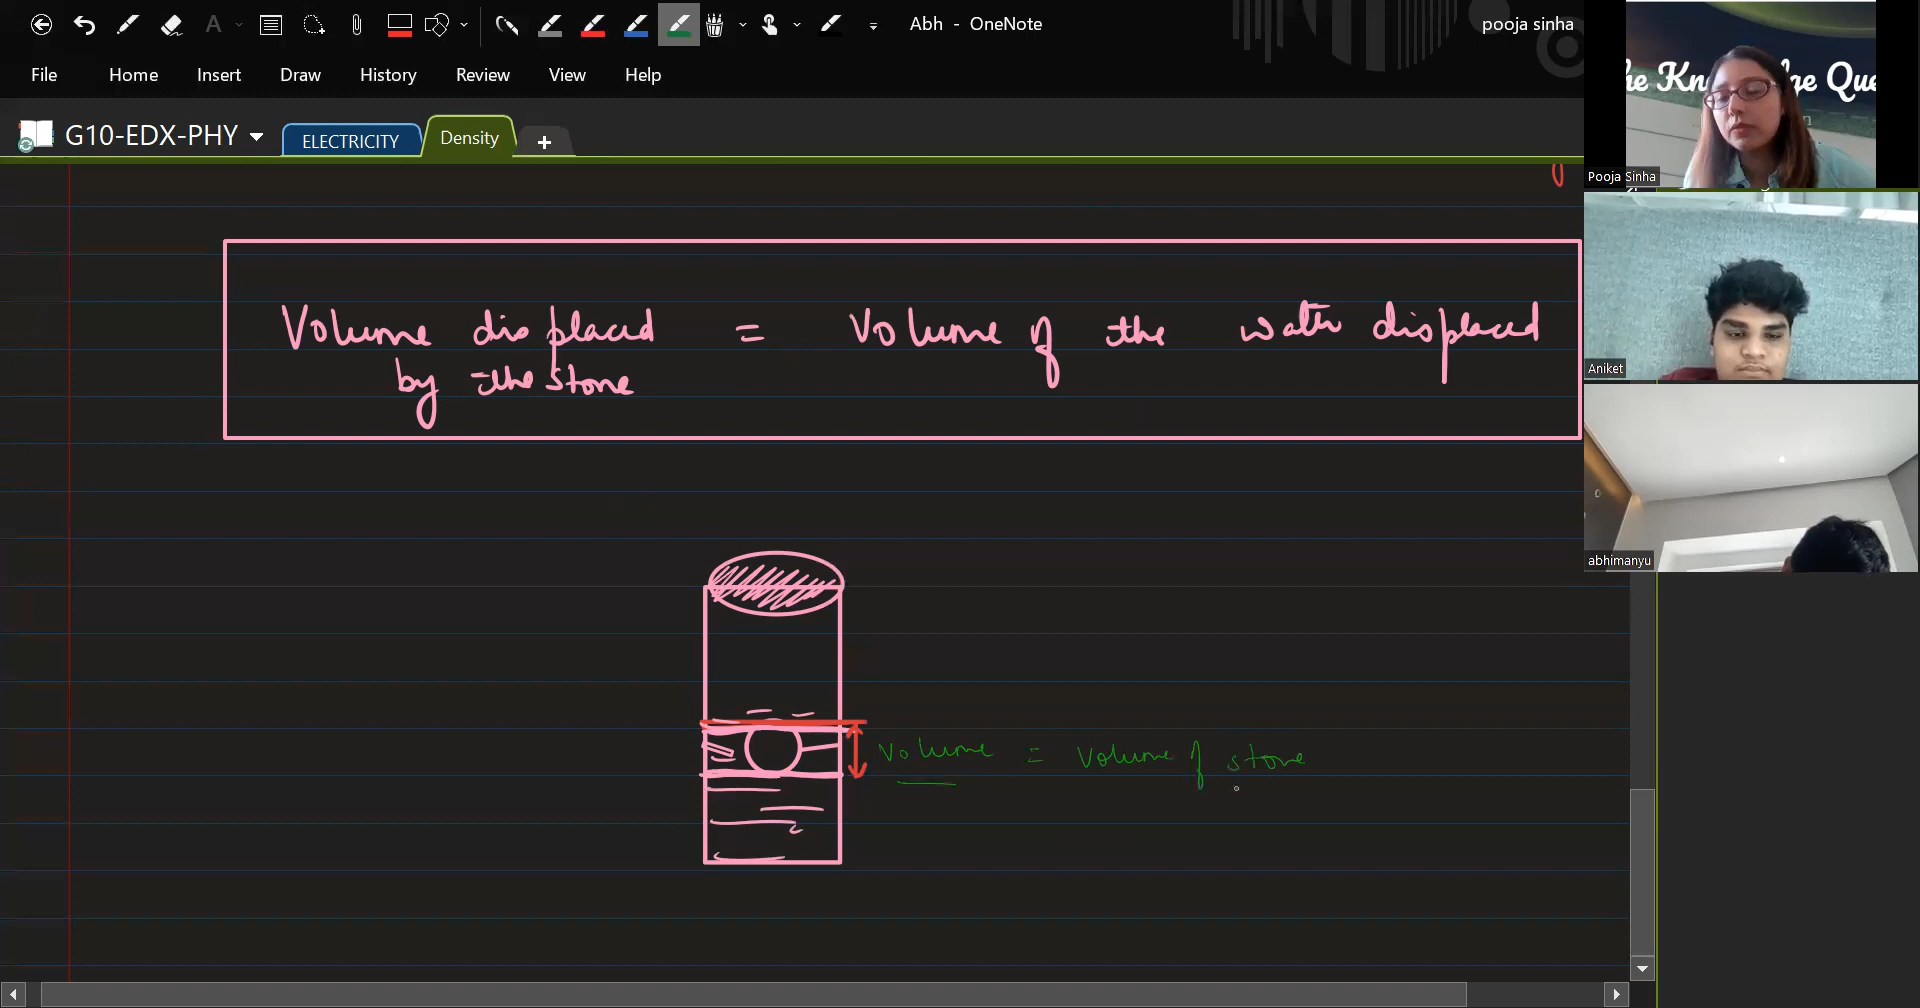 Abh - OneNote
pooja sinha
File Home Insert Draw History Review View Help
G10-EDX-PHY
ELECTRICITY
Density
+
Pooja Sinha
Aniket
abhimanyu
Volume displaced = Volume of the water displaced
by the stone
Volume = Volume of stone